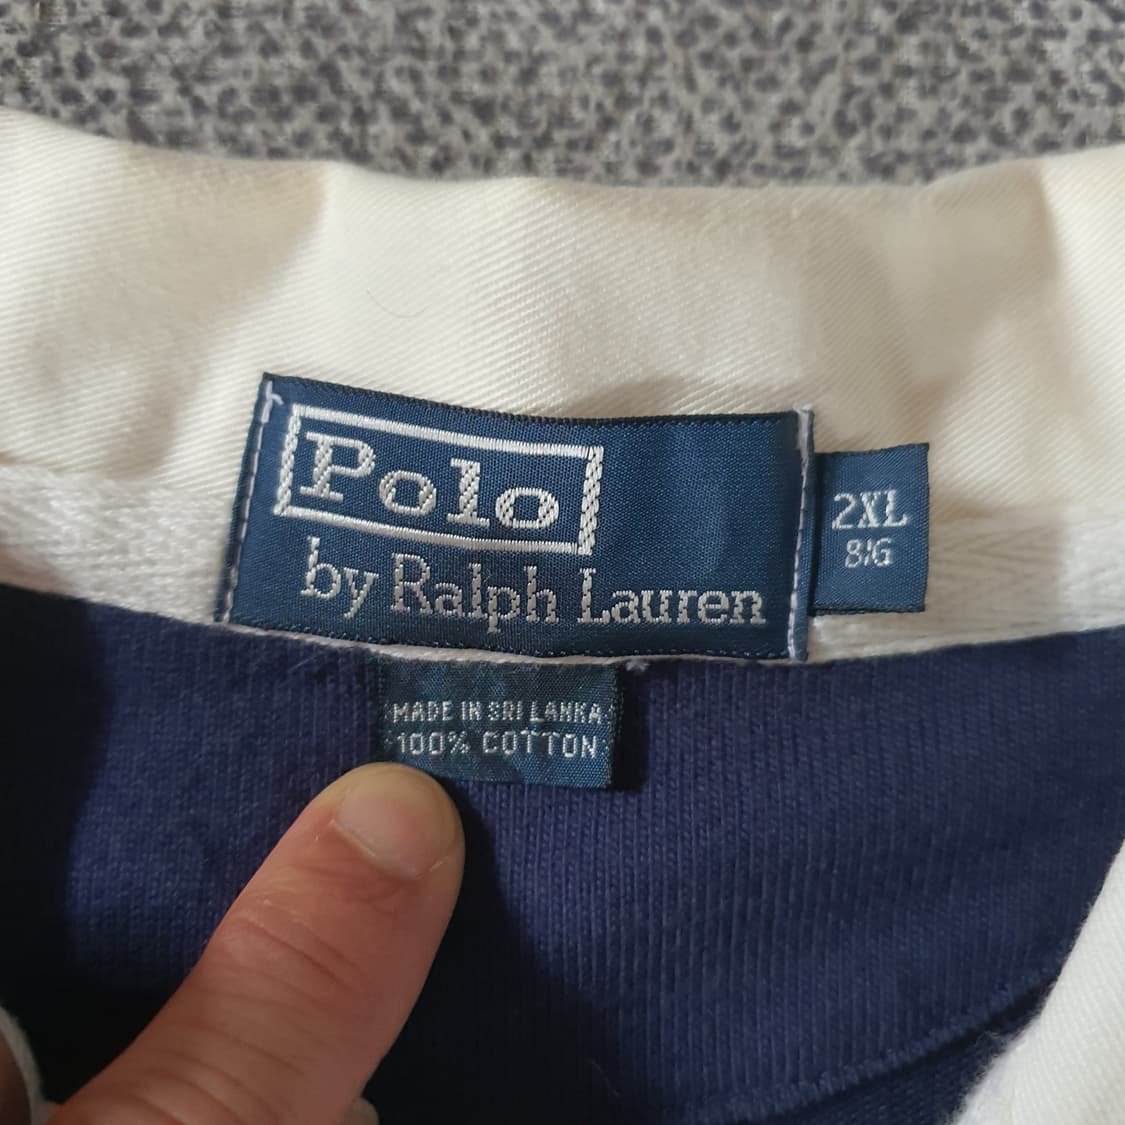 Polo
by Ralph Lauren
2XL
8/G
MADE IN SRI LANKA
100% COTTON